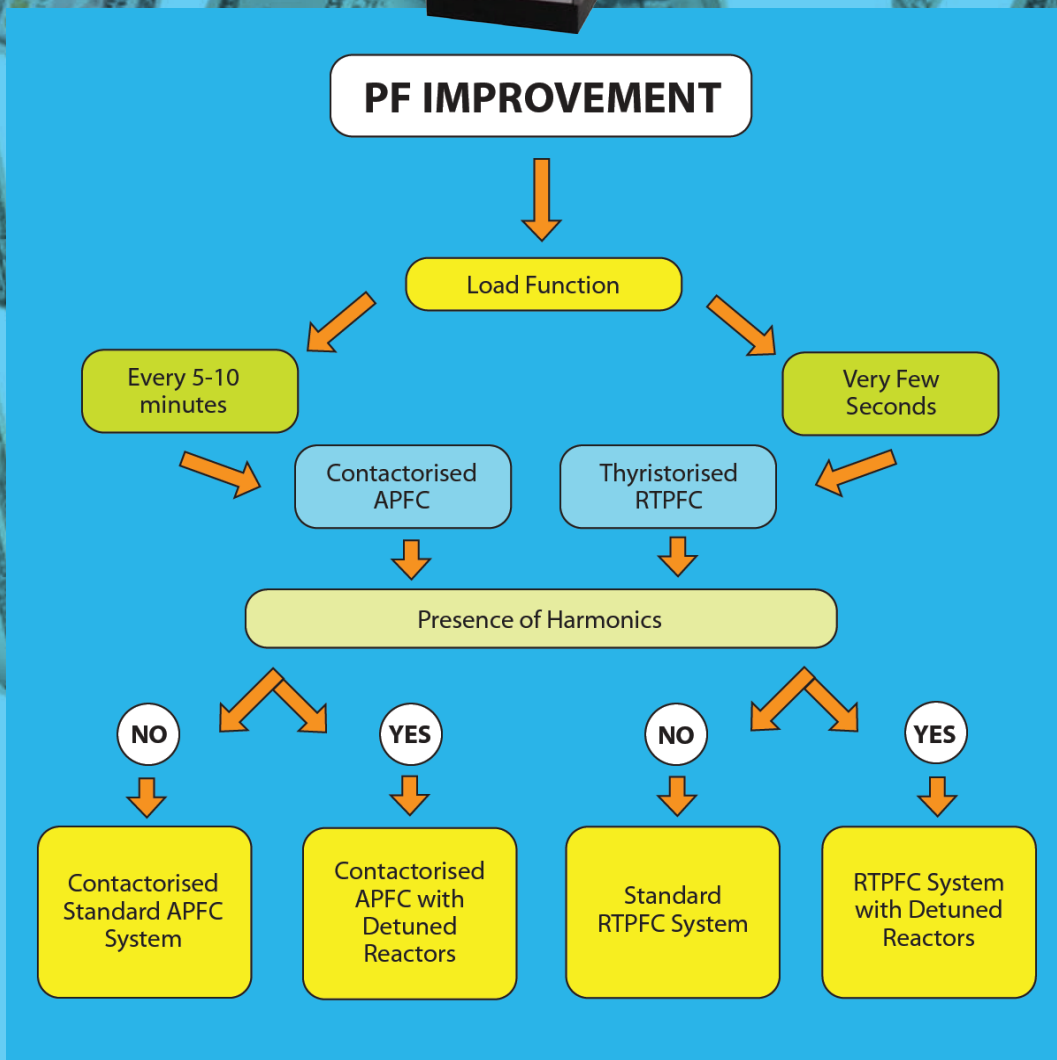 PF IMPROVEMENT
Load Function
Every 5-10
minutes
Very Few
Seconds
Contactorised
APFC
Thyristorised
RTPFC
Presence of Harmonics
NO
YES
NO
YES
Contactorised
Standard APFC
System
Contactorised
APFC with
Detuned
Reactors
Standard
RTPFC System
RTPFC System
with Detuned
Reactors